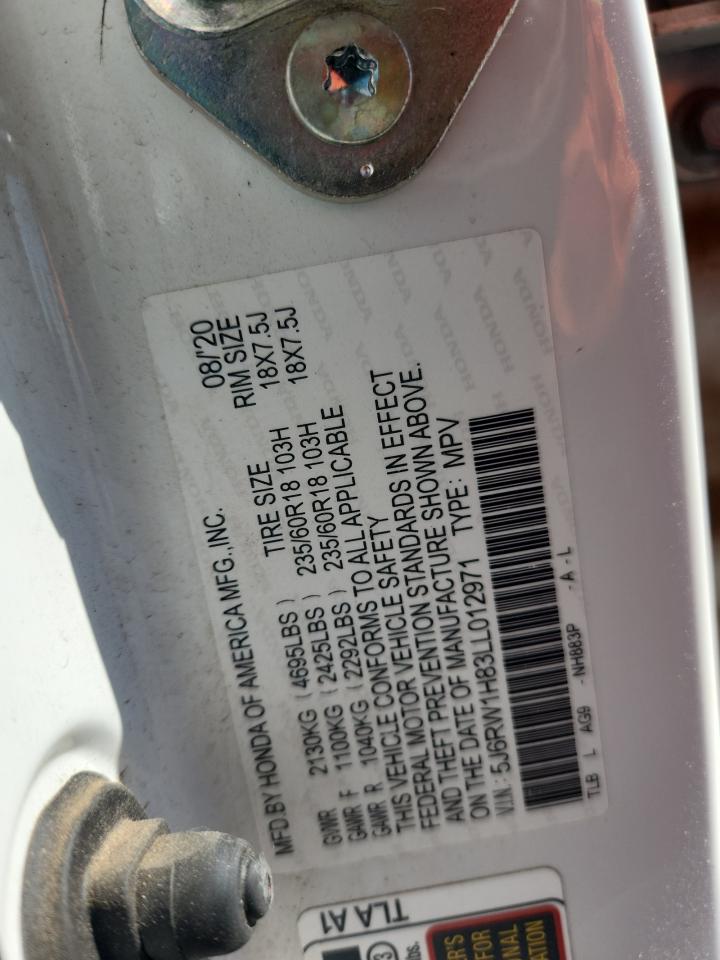 MFD.BY HONDA OF AMERICA MFG.,INC. 08/'20
TIRE SIZE RIM SIZE
GVWR 2130KG (4695LBS) 235/60R18 103H 18X7.5J
GAWR F 1100KG (2425LBS) 235/60R18 103H 18X7.5J
GAWR R 1040KG (2292LBS) 
THIS VEHICLE CONFORMS TO ALL APPLICABLE
FEDERAL MOTOR VEHICLE SAFETY
AND THEFT PREVENTION STANDARDS IN EFFECT
ON THE DATE OF MANUFACTURE SHOWN ABOVE.
V.I.N.: 5J6RW1H83LL012971 TYPE: MPV
TLB L AG9 - NH883P - A - L
TLA A1
HONDA